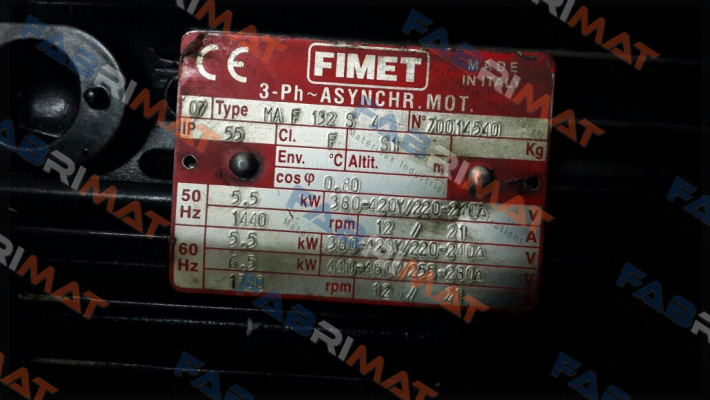 CE FIMET MADE IN ITALY
3-Ph~ASYNCHR.MOT.
07 Type MA F 132 S 4 N° 70014540
IP 55 Cl. F S1 Kg
Env. °C Altit. m
cos φ 0.80
50 Hz 5.5 kW 380-420Y/220-240Δ V
1440 rpm 12 // 21 A
60 Hz 5.5 kW 380-420Y/220-240Δ V
6.5 kW 440-460Y/255-280Δ V
1740 rpm 12 // 21 A
FABRIMAT